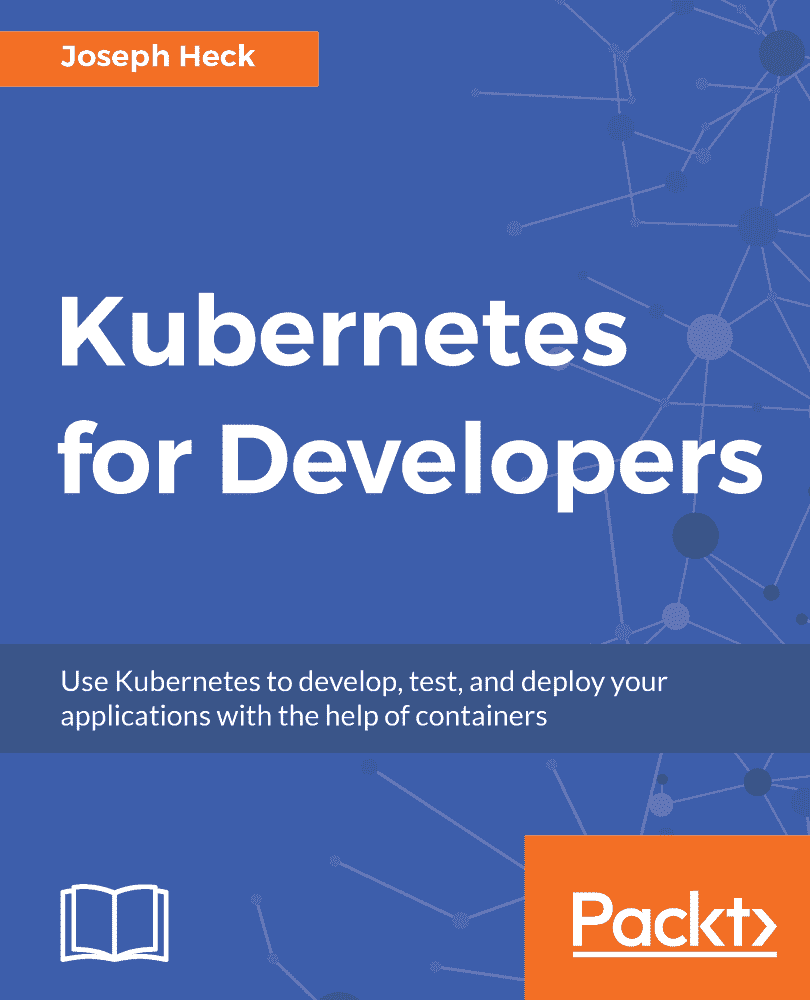 Joseph Heck
Kubernetes
for Developers
Use Kubernetes to develop, test, and deploy your
applications with the help of containers
Packt